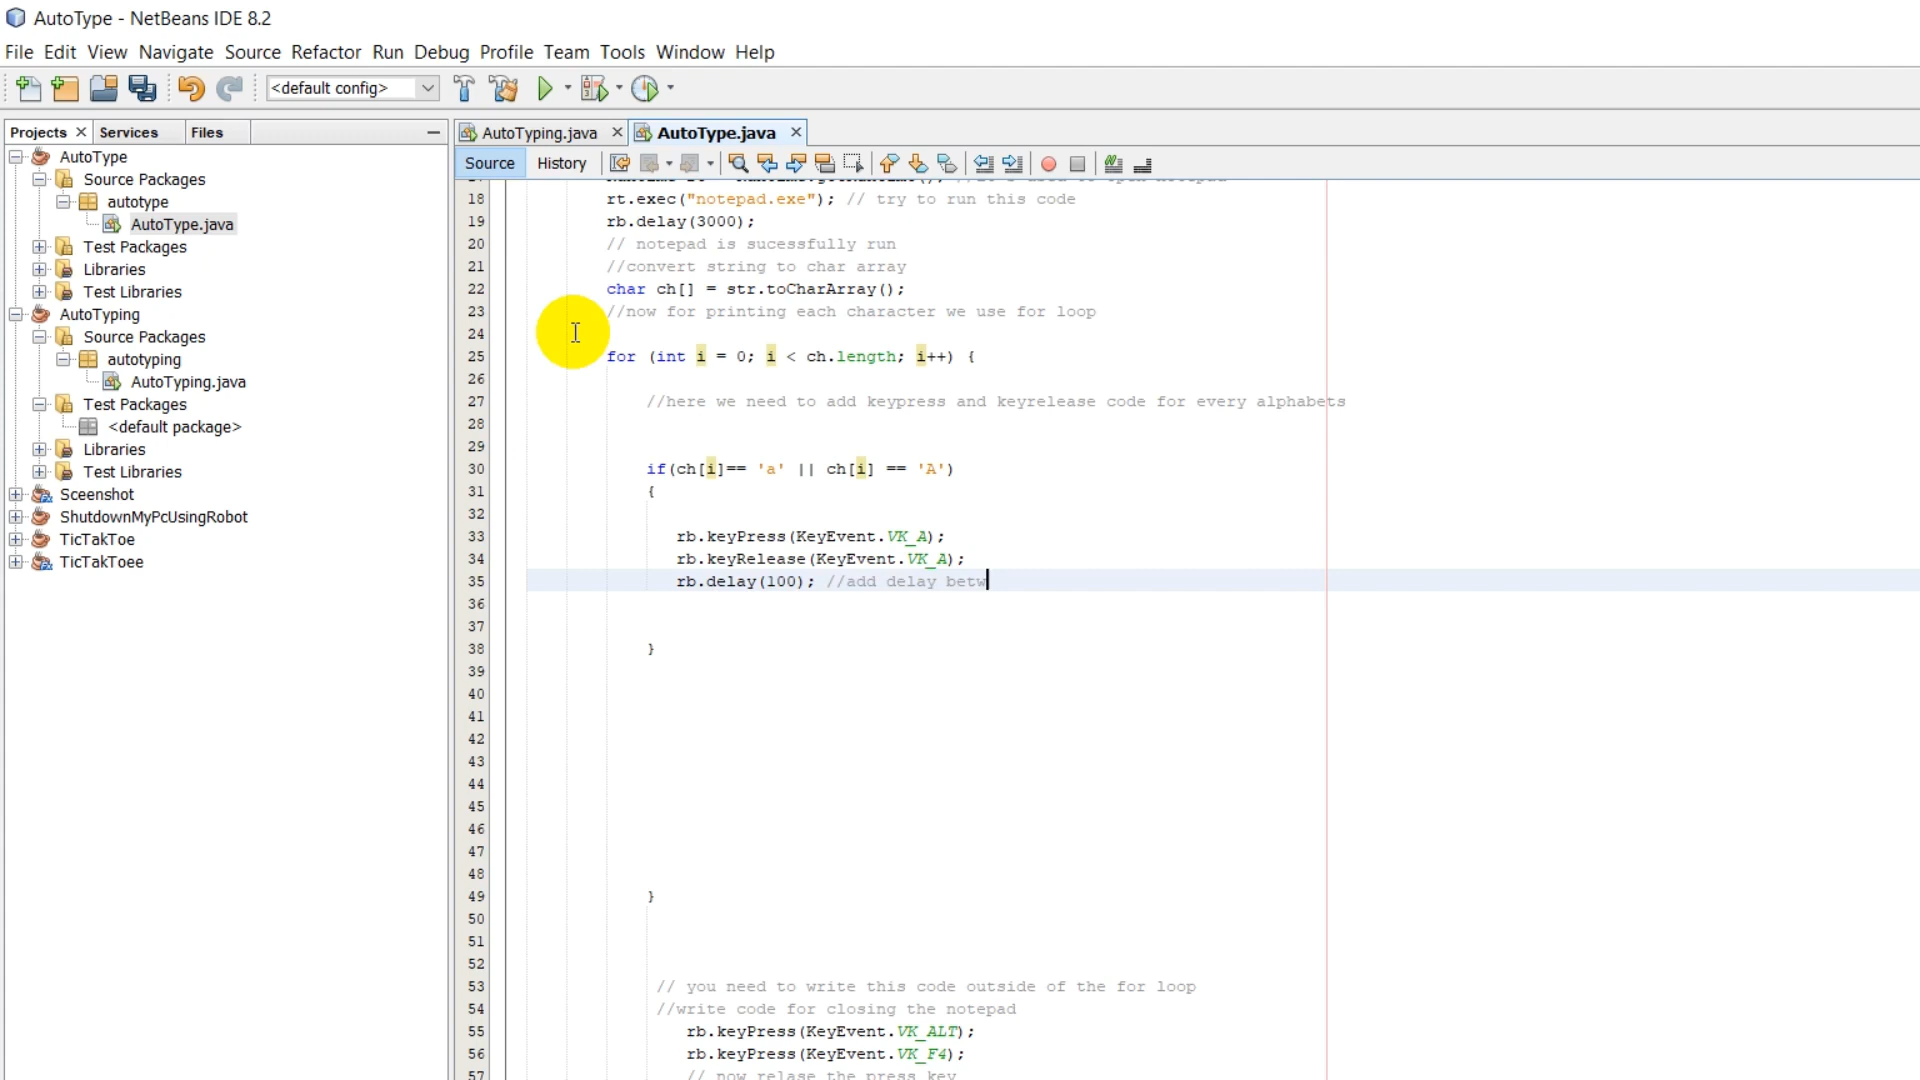 AutoType - NetBeans IDE 8.2
File Edit View Navigate Source Refactor Run Debug Profile Team Tools Window Help
<default config>
Projects Services Files
AutoType
Source Packages
autotype
AutoType.java
Test Packages
Libraries
Test Libraries
AutoTyping
Source Packages
autotyping
AutoTyping.java
Test Packages
<default package>
Libraries
Test Libraries
Sceenshot
ShutdownMyPcUsingRobot
TicTakToe
TicTakToee
AutoTyping.java AutoType.java
Source History
18 rt.exec("notepad.exe"); // try to run this code
19 rb.delay(3000);
20 // notepad is sucessfully run
21 //convert string to char array
22 char ch[] = str.toCharArray();
23 //now for printing each character we use for loop
24
25 for (int i = 0; i < ch.length; i++) {
26
27 //here we need to add keypress and keyrelease code for every alphabets
28
29
30 if(ch[i]== 'a' || ch[i] == 'A')
31 {
32
33 rb.keyPress(KeyEvent.VK_A);
34 rb.keyRelease(KeyEvent.VK_A);
35 rb.delay(100); //add delay betw
36
37
38 }
39
40
41
42
43
44
45
46
47
48
49 }
50
51
52
53 // you need to write this code outside of the for loop
54 //write code for closing the notepad
55 rb.keyPress(KeyEvent.VK_ALT);
56 rb.keyPress(KeyEvent.VK_F4);
57 // now relase the press key